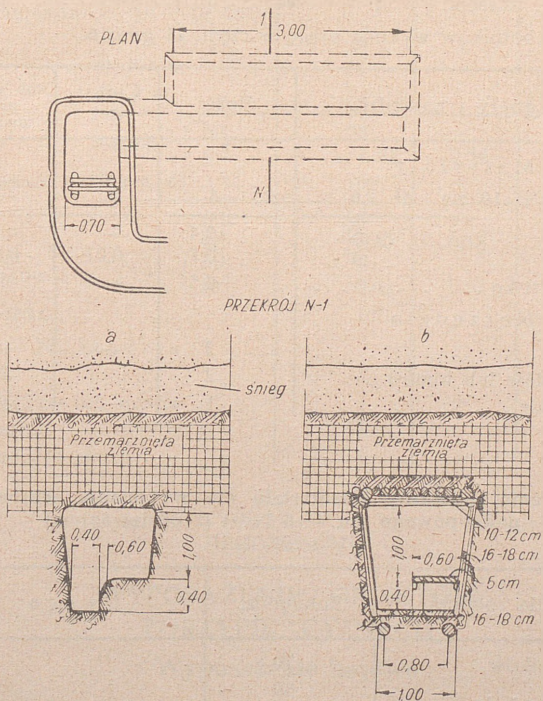 PLAN
1
3,00
N
0,70
PRZEKRÓJ N-1
a
b
śnieg
Przemarznięta
ziemia
Przemarznięta
ziemia
0,40
0,60
1,00
0,40
10-12 cm
1,00
0,60
16-18 cm
5 cm
0,40
16-18 cm
0,80
1,00